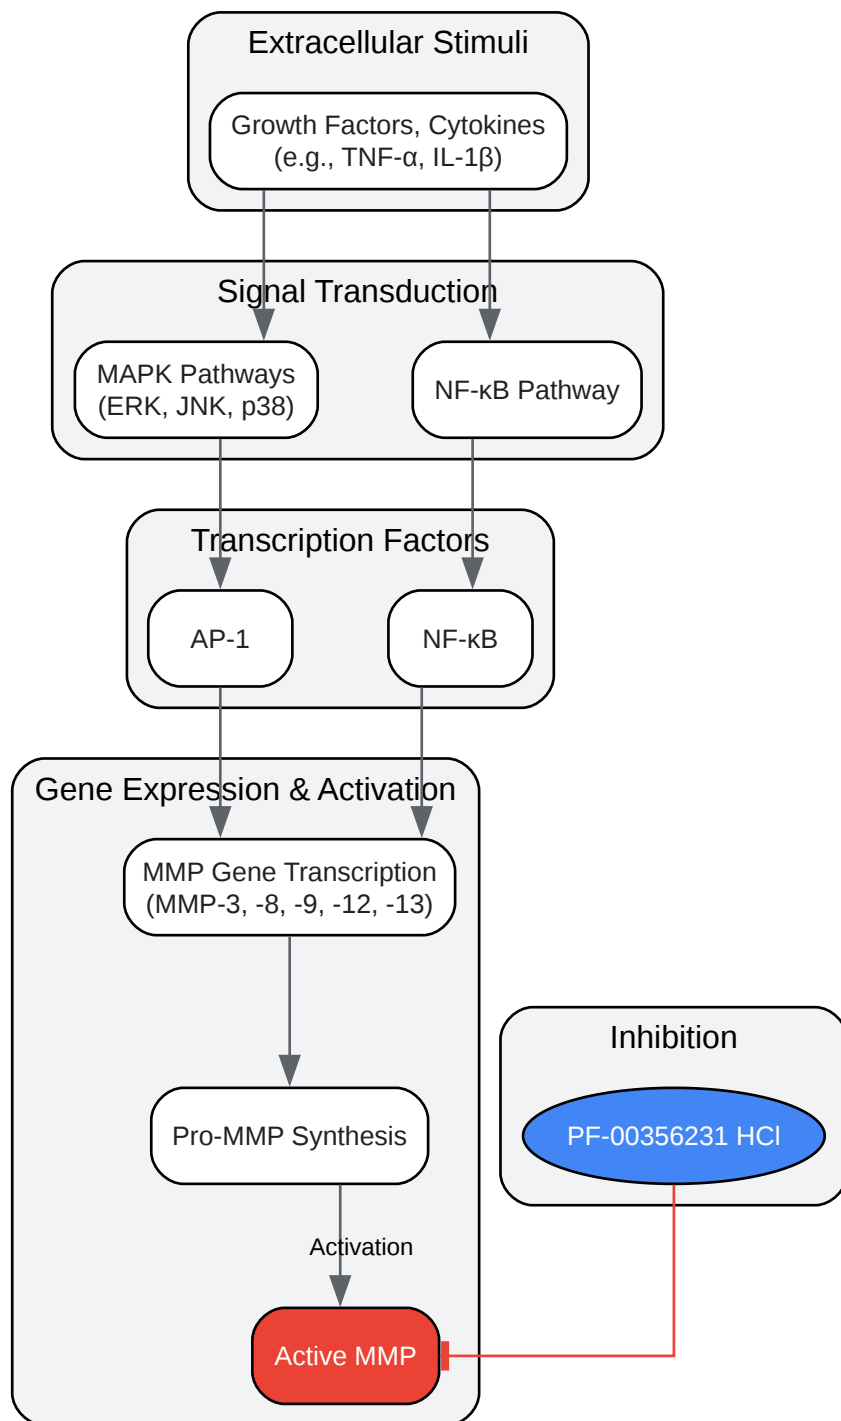 Extracellular Stimuli
Growth Factors, Cytokines
(e.g., TNF-α, IL-1β)
Signal Transduction
MAPK Pathways
(ERK, JNK, p38)
NF-κB Pathway
Transcription Factors
AP-1
NF-κB
Gene Expression & Activation
MMP Gene Transcription
(MMP-3, -8, -9, -12, -13)
Inhibition
Pro-MMP Synthesis
PF-00356231 HCl
Activation
Active MMP